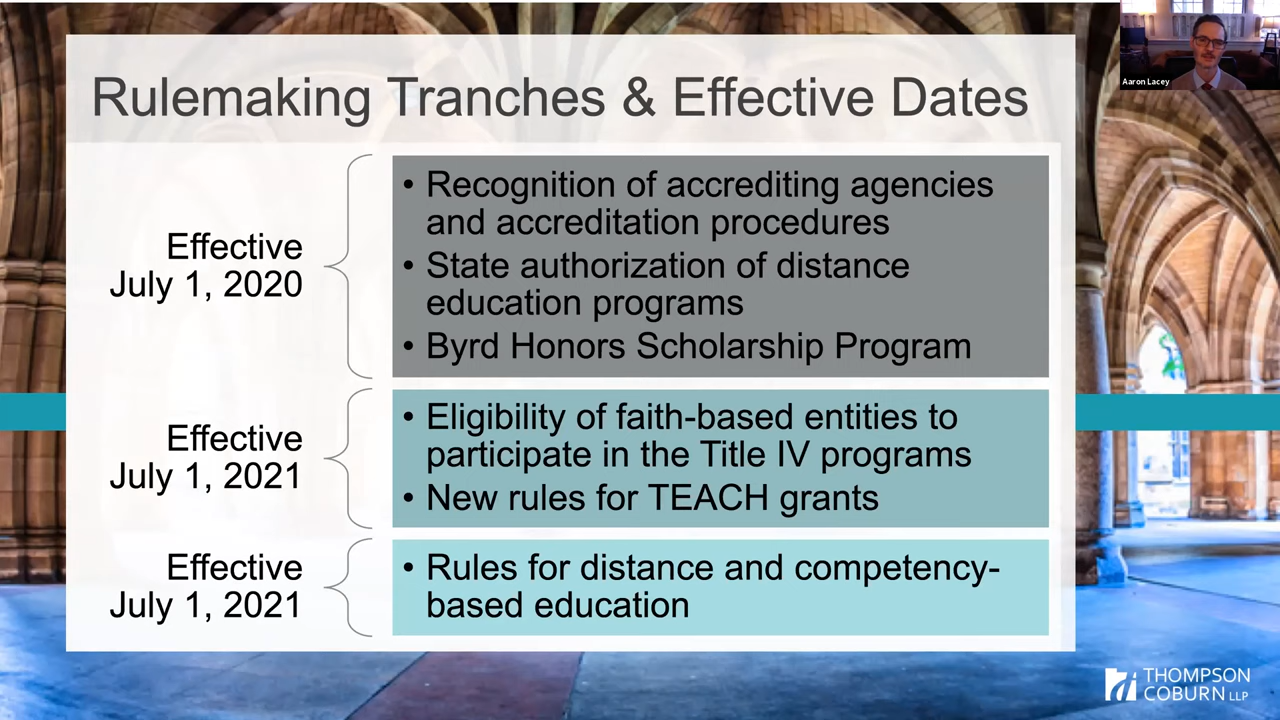 Rulemaking Tranches & Effective Dates
Aaron Lacey
Effective
July 1, 2020
• Recognition of accrediting agencies
and accreditation procedures
• State authorization of distance
education programs
• Byrd Honors Scholarship Program
Effective
July 1, 2021
• Eligibility of faith-based entities to
participate in the Title IV programs
• New rules for TEACH grants
Effective
July 1, 2021
• Rules for distance and competency-
based education
THOMPSON
COBURN LLP